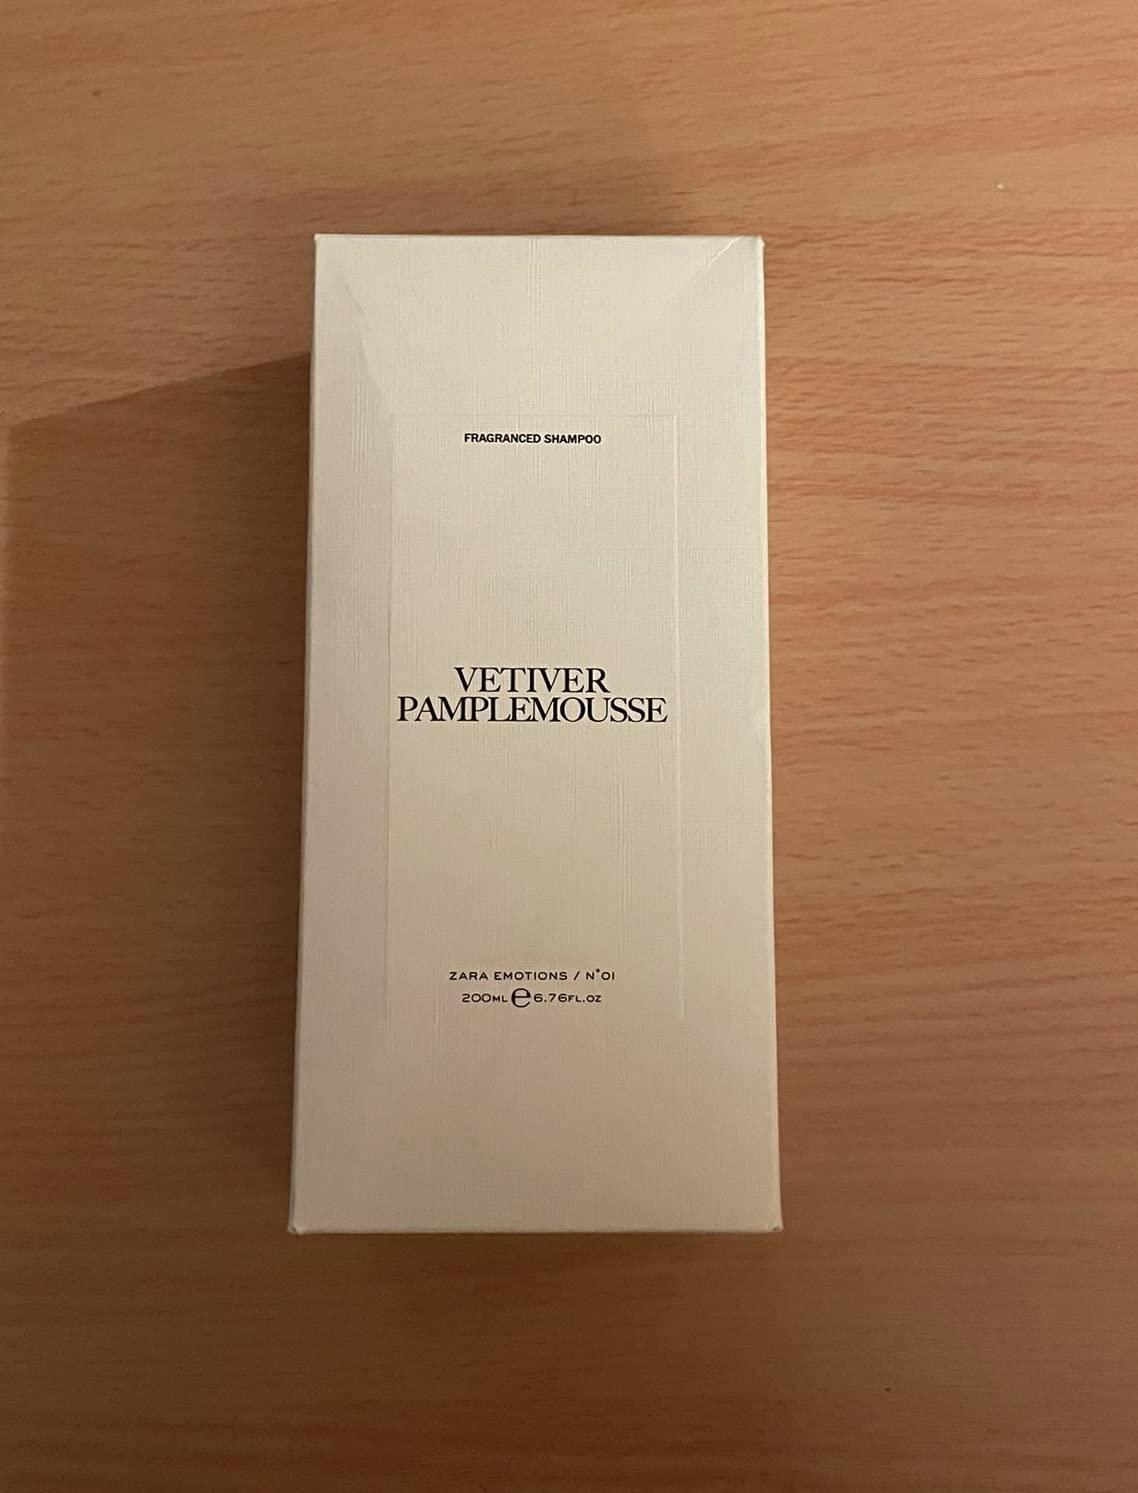 FRAGRANCED SHAMPOO
VETIVER
PAMPLEMOUSSE
ZARA EMOTIONS / N°01
200ML ℮ 6.76FL.OZ